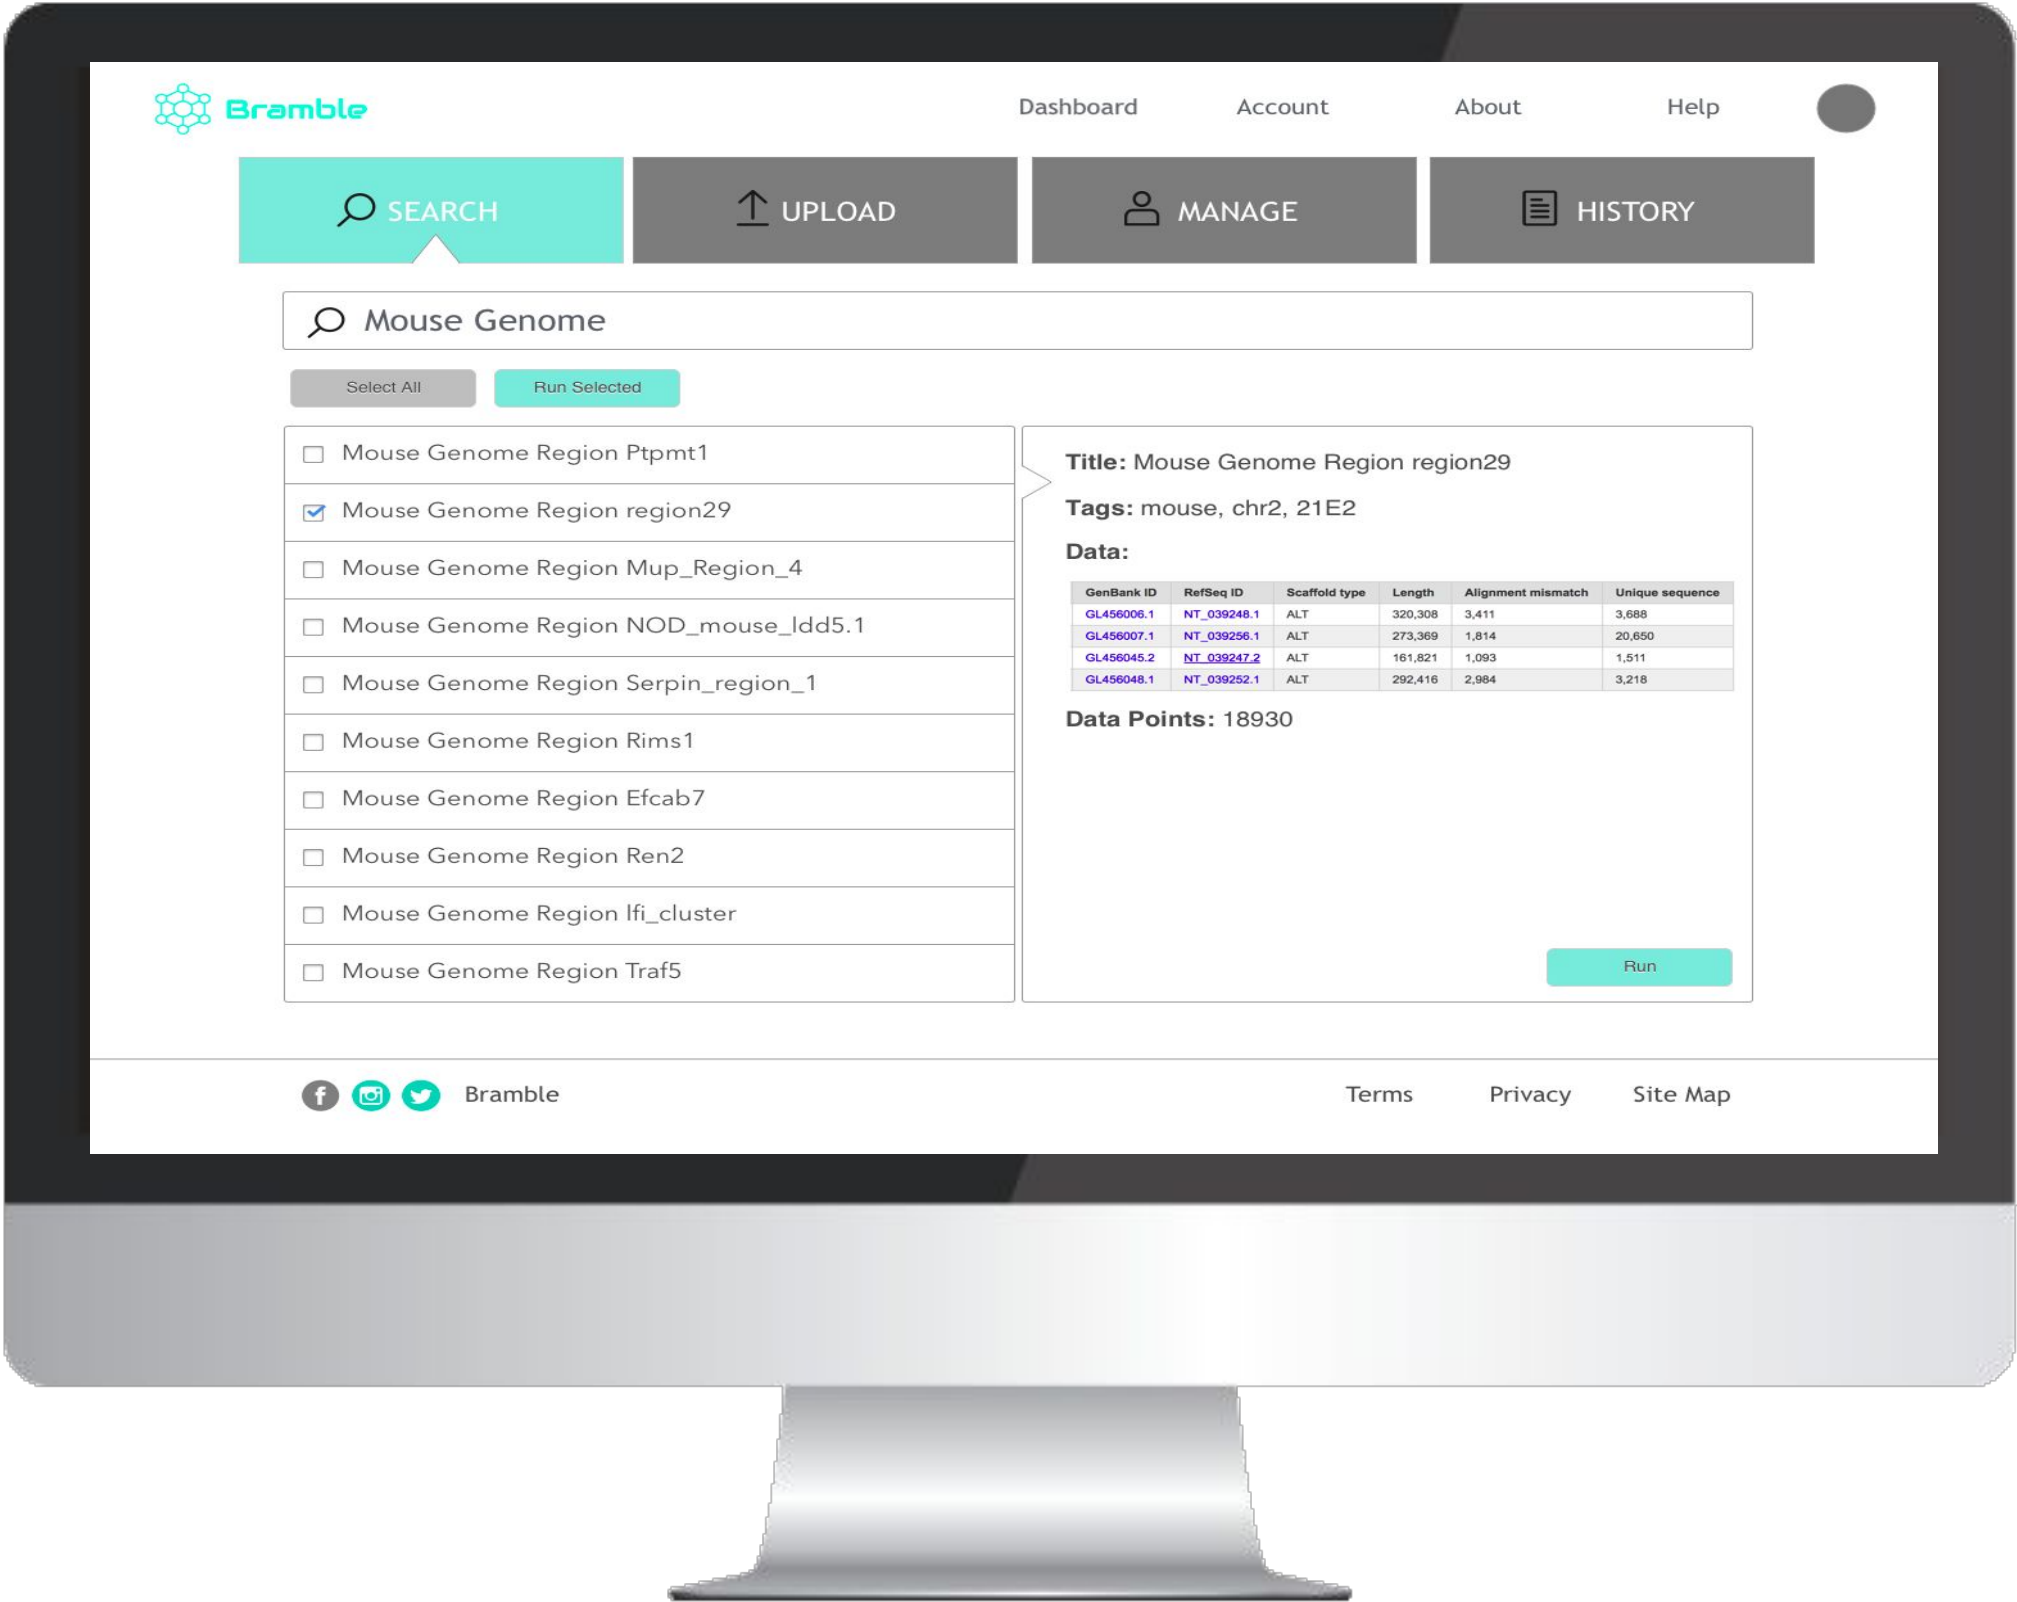 Bramble
Dashboard Account About Help
SEARCH UPLOAD MANAGE HISTORY
Mouse Genome
Select All Run Selected
Mouse Genome Region Ptpmt1
Mouse Genome Region region29
Mouse Genome Region Mup_Region_4
Mouse Genome Region NOD_mouse_ldd5.1
Mouse Genome Region Serpin_region_1
Mouse Genome Region Rims1
Mouse Genome Region Efcab7
Mouse Genome Region Ren2
Mouse Genome Region Ifi_cluster
Mouse Genome Region Traf5
Title: Mouse Genome Region region29
Tags: mouse, chr2, 21E2
Data:
GenBank ID RefSeq ID Scaffold type Length Alignment mismatch Unique sequence
GL456006.1 NT_039248.1 ALT 320,308 3,411 3,688
GL456007.1 NT_039256.1 ALT 273,369 1,814 20,650
GL456045.2 NT_039247.2 ALT 161,821 1,093 1,511
GL456048.1 NT_039252.1 ALT 292,416 2,984 3,218
Data Points: 18930
Run
Bramble
Terms Privacy Site Map